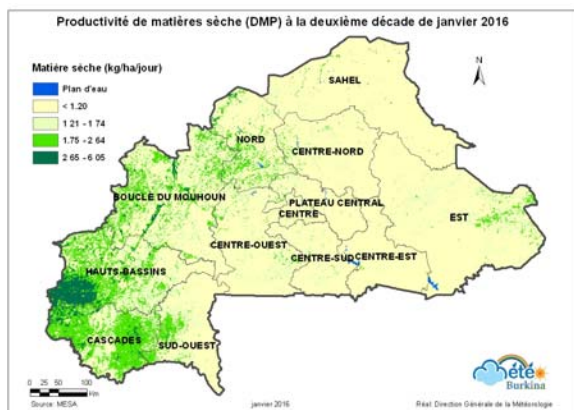 Productivité de matières sèche (DMP) à la deuxième décade de janvier 2016
Matière sèche (kg/ha/jour)
Plan d'eau
< 1.20
1 21 - 1 74
1.75 - 2 64
2 65 - 6 05
N
SAHEL
NORD
CENTRE-NORD
BOUCLE DU MOUHOUN
PLATEAU CENTRAL
CENTRE
EST
CENTRE-OUEST
CENTRE-SUD
CENTRE-EST
HAUTS-BASSINS
CASCADES
SUD-OUEST
0 25 50 100
Km
Source: MESA
janvier 2016
Météo
Burkina
Réal: Direction Générale de la Météorologie